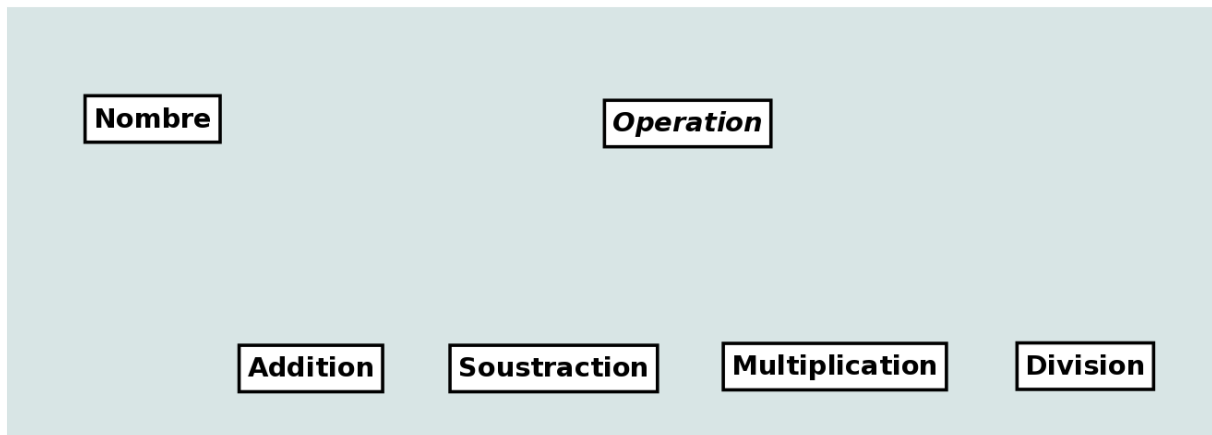 Nombre
Operation
Addition
Soustraction
Multiplication
Division